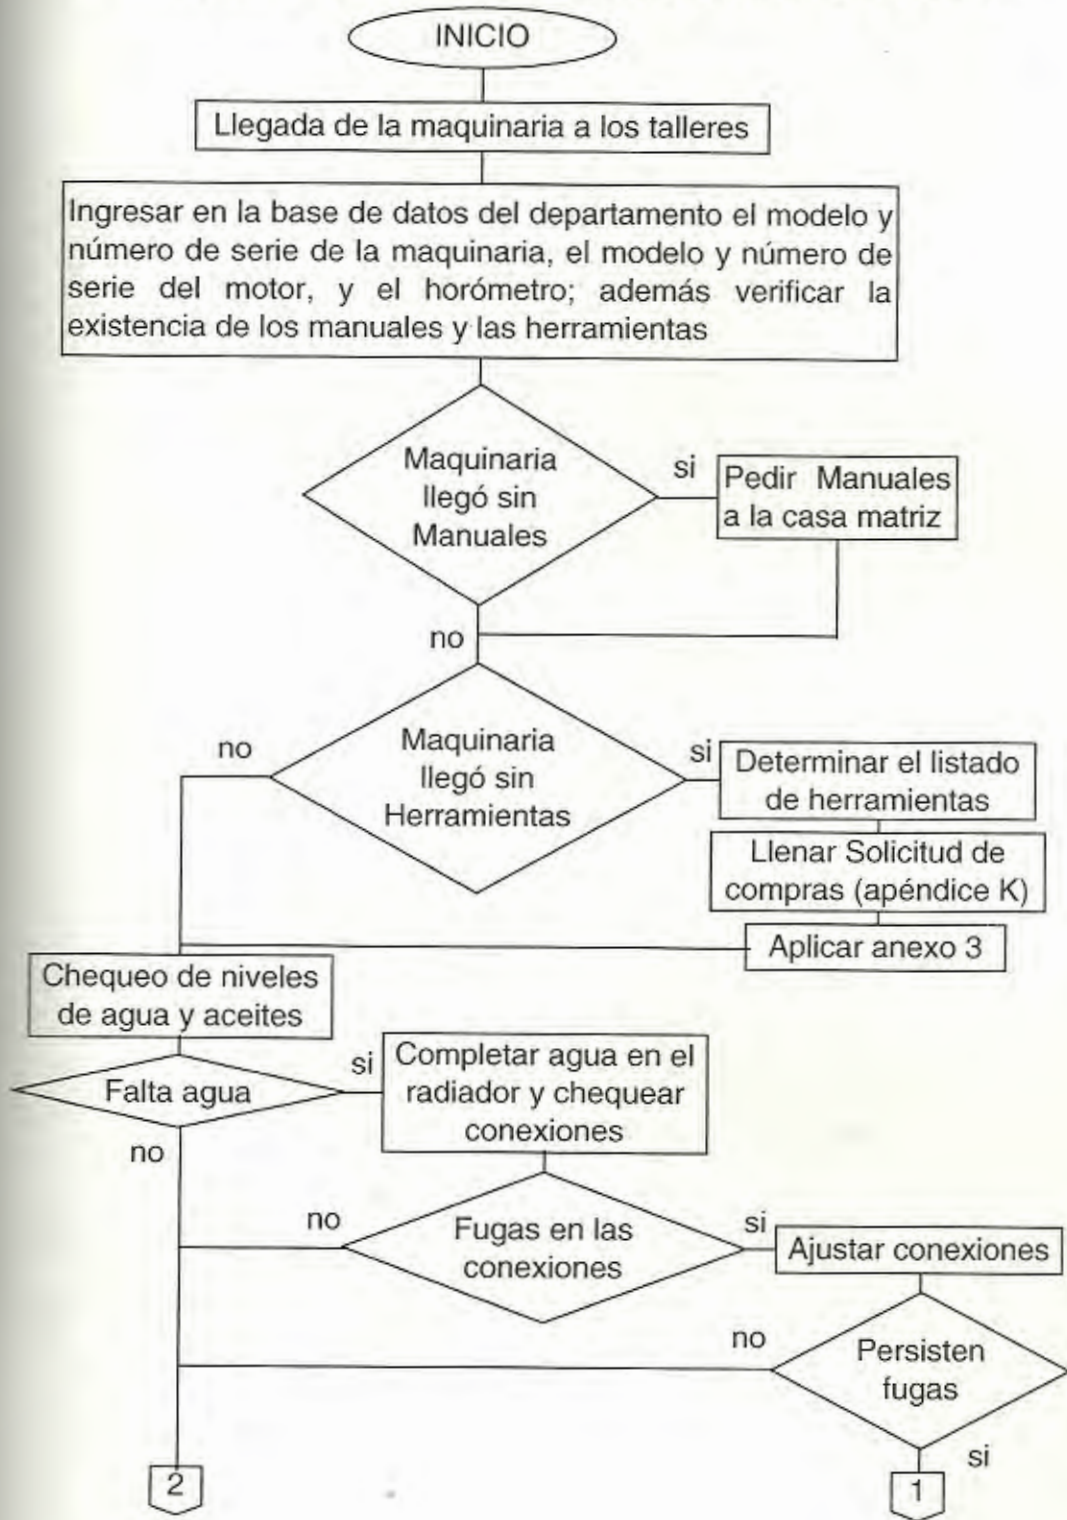 INICIO
Llegada de la maquinaria a los talleres
Ingresar en la base de datos del departamento el modelo y
número de serie de la maquinaria, el modelo y número de
serie del motor, y el horómetro; además verificar la
existencia de los manuales y las herramientas
Maquinaria
llegó sin
Manuales
si
Pedir Manuales
a la casa matriz
no
Maquinaria
llegó sin
Herramientas
no
si
Determinar el listado
de herramientas
Llenar Solicitud de
compras (apéndice K)
Aplicar anexo 3
Chequeo de niveles
de agua y aceites
Falta agua
si
Completar agua en el
radiador y chequear
conexiones
no
no
Fugas en las
conexiones
si
Ajustar conexiones
no
Persisten
fugas
si
2
1